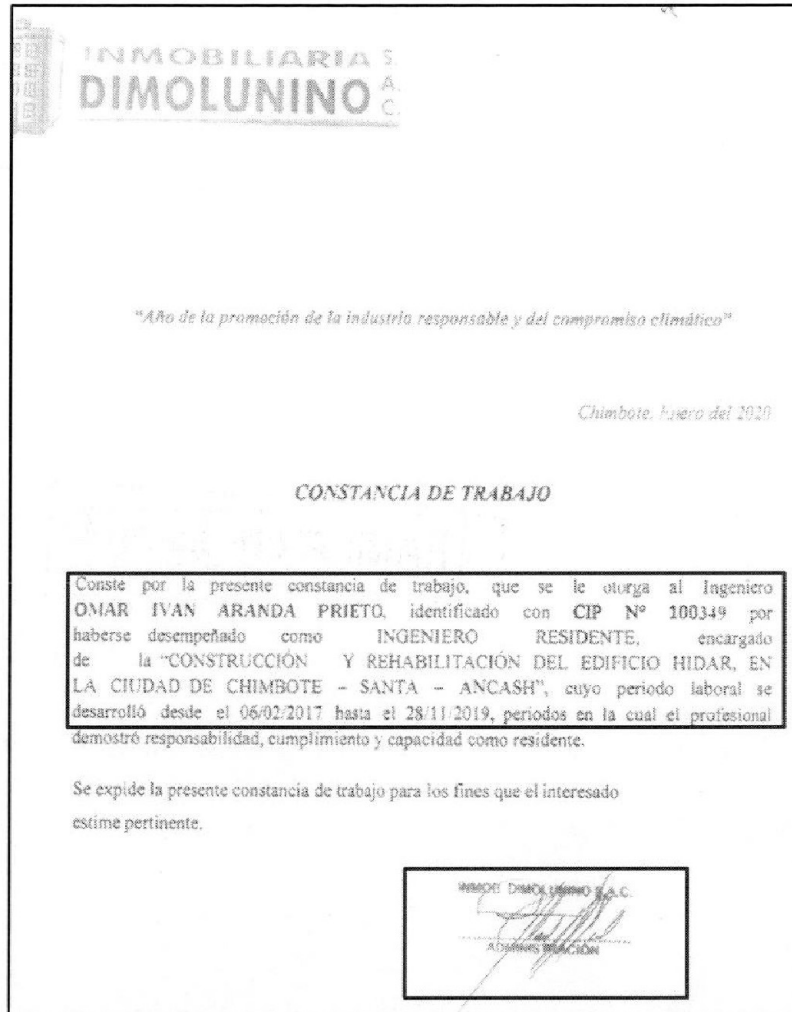 INMOBILIARIA S.
DIMOLUNINO A.
C.
"Año de la promoción de la industria responsable y del compromiso climático"
Chimbote, Enero del 2020
CONSTANCIA DE TRABAJO
Conste por la presente constancia de trabajo, que se le otorga al Ingeniero
OMAR IVAN ARANDA PRIETO, identificado con CIP Nº 100349 por
haberse desempeñado como INGENIERO RESIDENTE, encargado
de la "CONSTRUCCIÓN Y REHABILITACIÓN DEL EDIFICIO HIDAR, EN
LA CIUDAD DE CHIMBOTE – SANTA – ANCASH", cuyo periodo laboral se
desarrolló desde el 06/02/2017 hasta el 28/11/2019, periodos en la cual el profesional
demostró responsabilidad, cumplimiento y capacidad como residente.
Se expide la presente constancia de trabajo para los fines que el interesado
estime pertinente.
INMOB DIMOLUNINO S.A.C.
ADMINISTRACIÓN